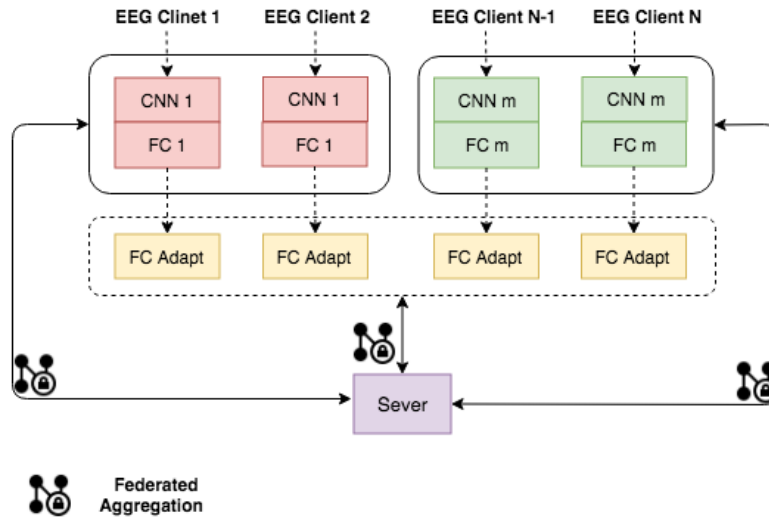 EEG Clinet 1
EEG Client 2
EEG Client N-1
EEG Client N
CNN 1
CNN 1
CNN m
CNN m
FC 1
FC 1
FC m
FC m
FC Adapt
FC Adapt
FC Adapt
FC Adapt
Sever
Federated
Aggregation